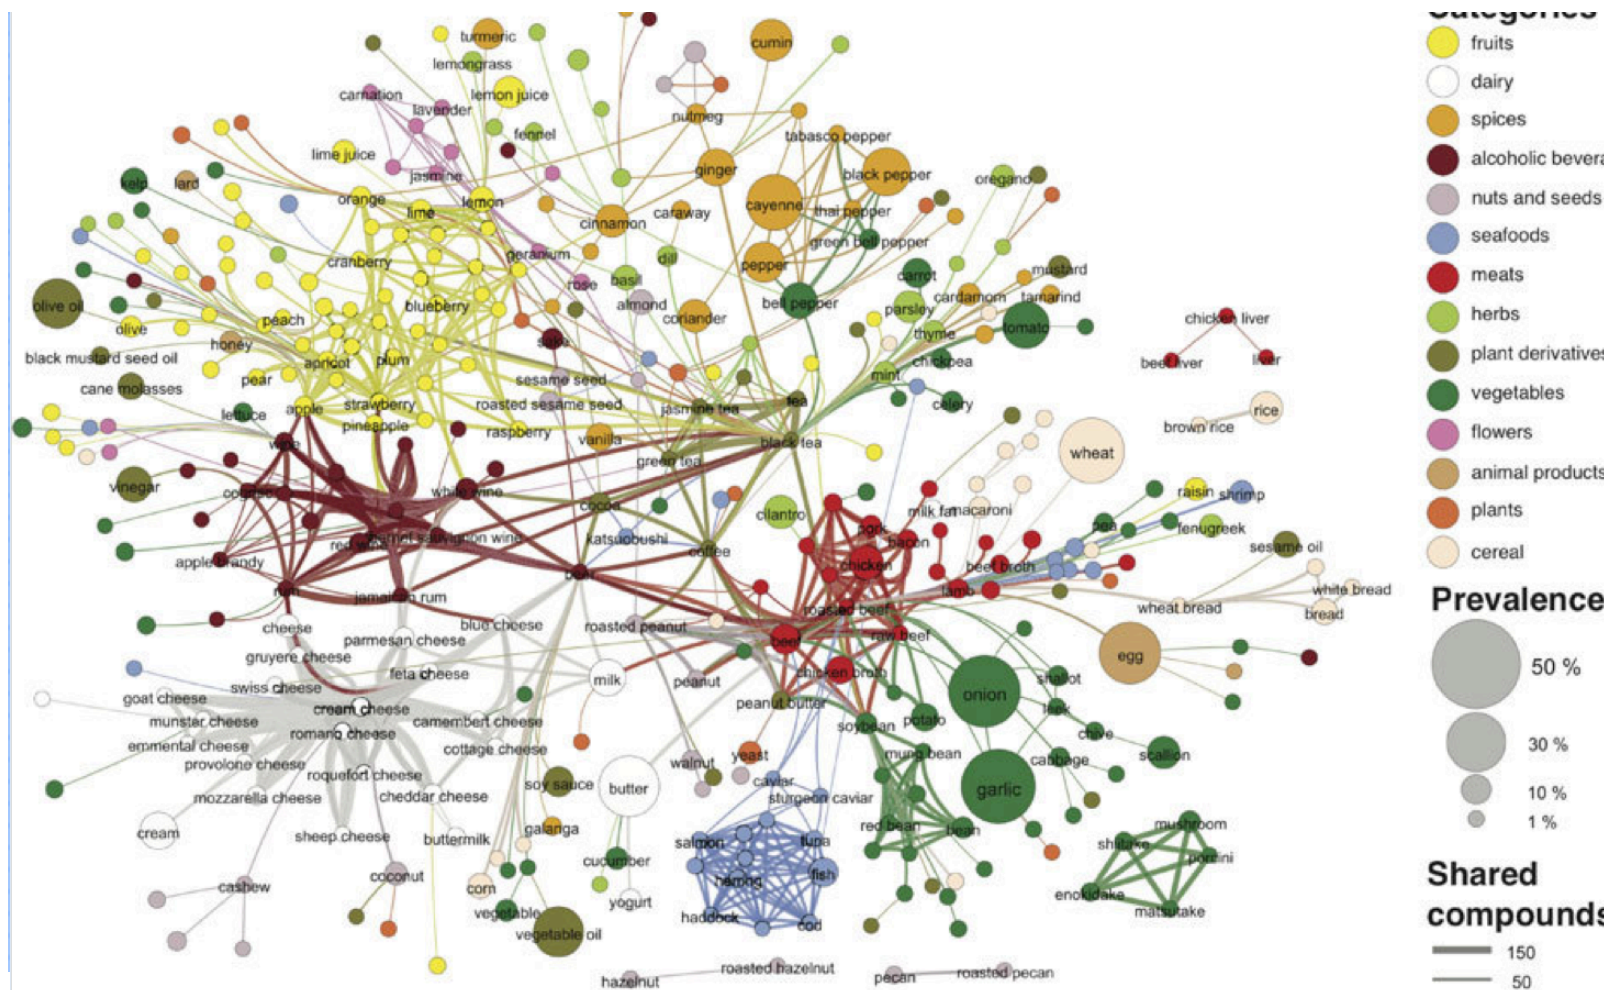 Categories
fruits
dairy
spices
alcoholic bevera
nuts and seeds
seafoods
meats
herbs
plant derivatives
vegetables
flowers
animal products
plants
cereal
Prevalence
50 %
30 %
10 %
1 %
Shared
compounds
150
50
turmeric
cumin
lemongrass
carnation
lavender
lemon juice
nutmeg
fennel
tabasco pepper
lime juice
ginger
black pepper
kelp
lard
jasmine
oregano
orange
lime
lemon
cinnamon
caraway
cayenne
thai pepper
green bell pepper
cranberry
geranium
dill
pepper
carrot
mustard
olive oil
blueberry
rose
basil
almond
bell pepper
cardamom
tamarind
parsley
olive
peach
coriander
thyme
tomato
chicken liver
honey
sake
black mustard seed oil
apricot
plum
chickpea
beef liver
liver
cane molasses
pear
sesame seed
mint
lettuce
apple
strawberry
roasted sesame seed
jasmine tea
tea
celery
rice
pineapple
raspberry
brown rice
wine
vanilla
black tea
wheat
green tea
vinegar
cognac
white wine
cocoa
cilantro
milk fat
macaroni
raisin
shrimp
pork
pea
fenugreek
red wine
cabernet sauvignon wine
katsuobushi
coffee
bacon
sesame oil
apple brandy
beer
chicken
beef broth
rum
jamaican rum
lamb
white bread
roasted beef
wheat bread
bread
cheese
parmesan cheese
blue cheese
roasted peanut
beef
raw beef
gruyere cheese
egg
feta cheese
swiss cheese
milk
peanut
chicken broth
shallot
goat cheese
cream cheese
peanut butter
onion
leek
munster cheese
camembert cheese
soybean
potato
romano cheese
chive
emmental cheese
cottage cheese
mung bean
scallion
provolone cheese
walnut
yeast
cabbage
roquefort cheese
soy sauce
butter
caviar
garlic
mozzarella cheese
cheddar cheese
sturgeon caviar
cream
sheep cheese
buttermilk
galanga
red bean
bean
mushroom
salmon
tuna
shiitake
porcini
cucumber
cashew
coconut
corn
herring
fish
enokidake
yogurt
vegetable
haddock
cod
matsutake
vegetable oil
hazelnut
roasted hazelnut
pecan
roasted pecan